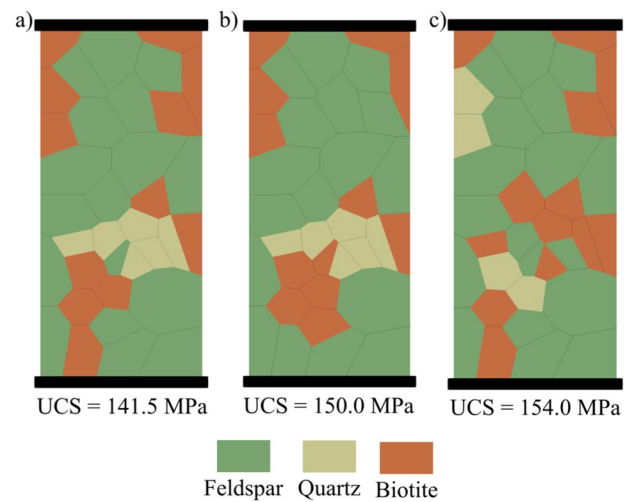 a) b) c)
UCS = 141.5 MPa UCS = 150.0 MPa UCS = 154.0 MPa
Feldspar Quartz Biotite